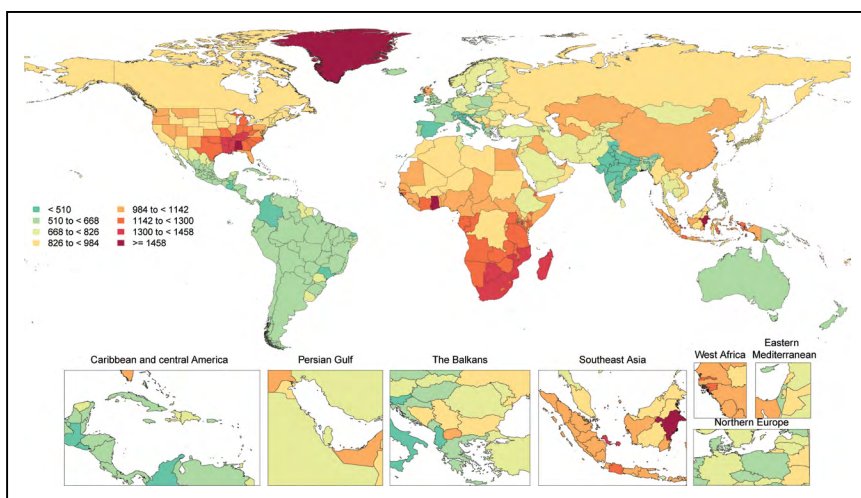 < 510
510 to < 668
668 to < 826
826 to < 984
984 to < 1142
1142 to < 1300
1300 to < 1458
>= 1458
Caribbean and central America
Persian Gulf
The Balkans
Southeast Asia
West Africa
Eastern
Mediterranean
Northern Europe